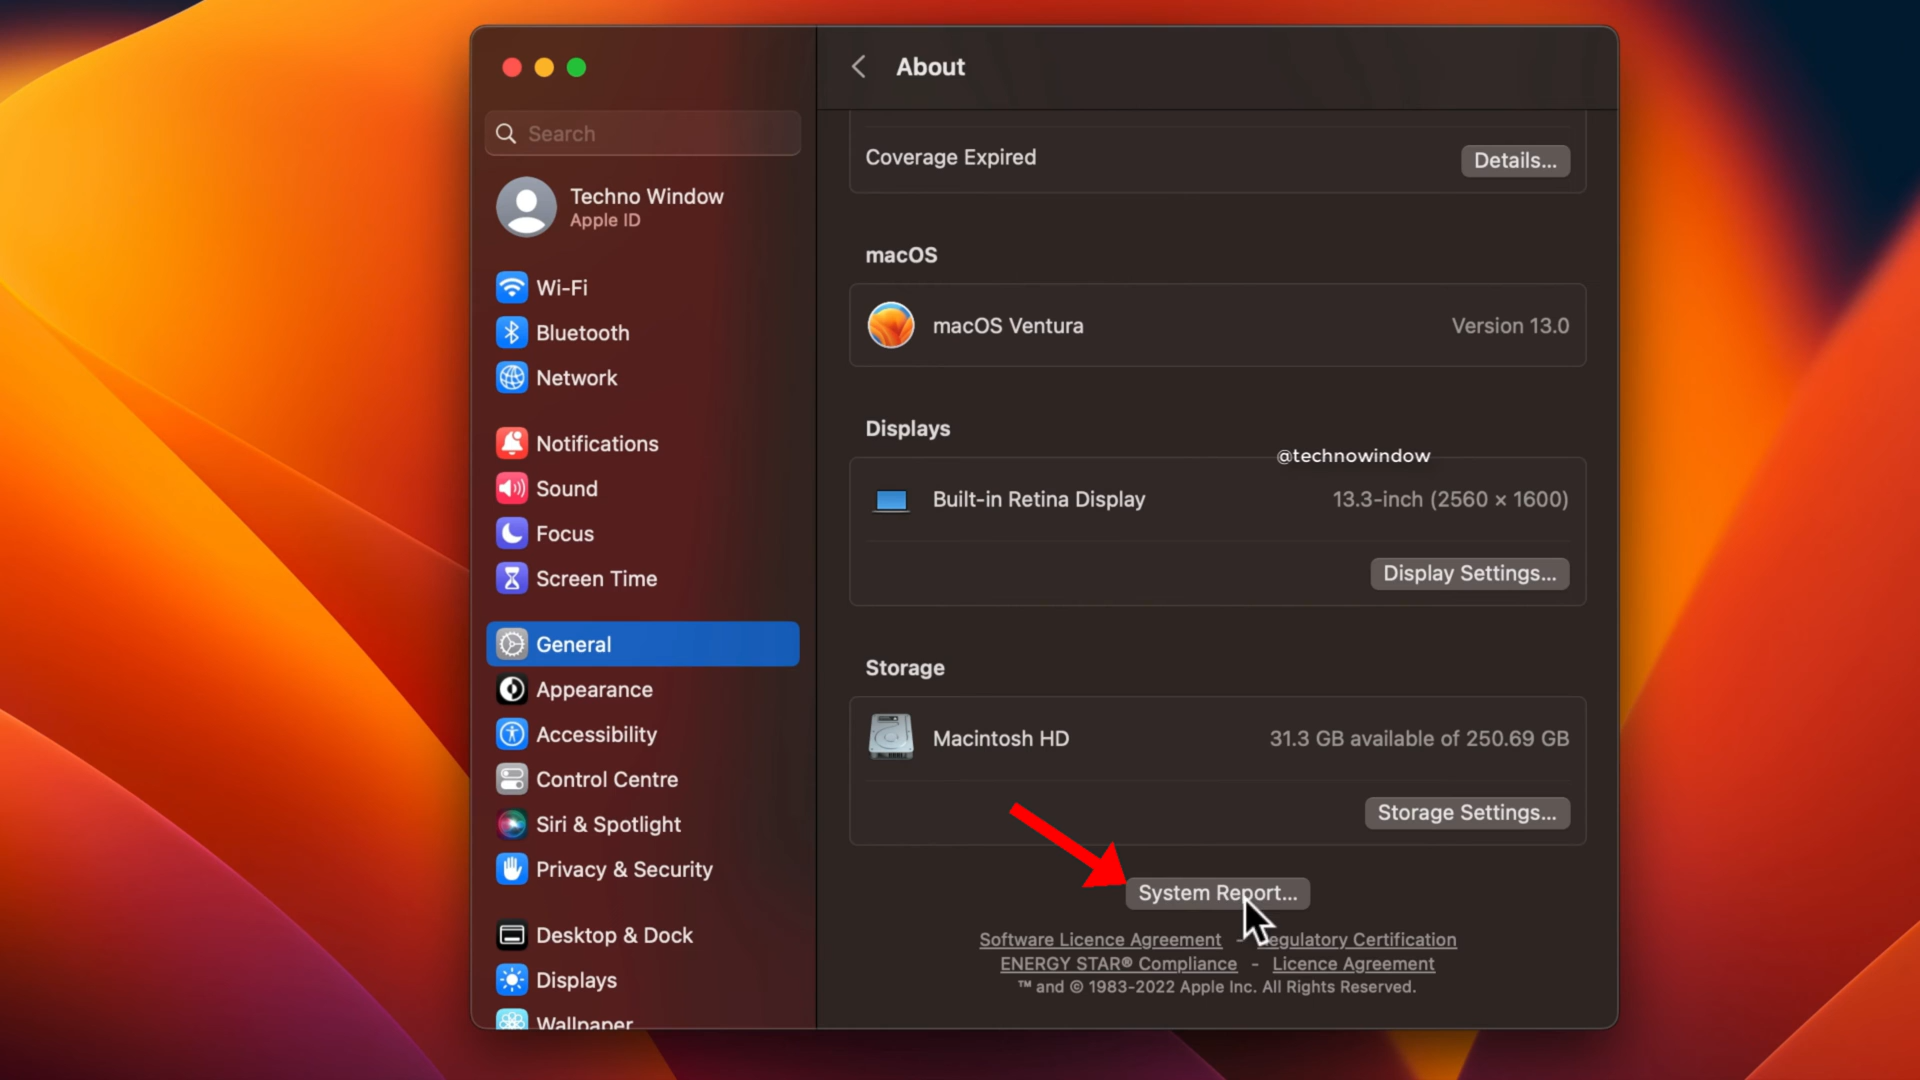 About
Search
Techno Window
Apple ID
Wi-Fi
Bluetooth
Network
Notifications
Sound
Focus
Screen Time
General
Appearance
Accessibility
Control Centre
Siri & Spotlight
Privacy & Security
Desktop & Dock
Displays
Wallpaper
Coverage Expired
Details...
macOS
macOS Ventura
Version 13.0
Displays
@technowindow
Built-in Retina Display
13.3-inch (2560 × 1600)
Display Settings...
Storage
Macintosh HD
31.3 GB available of 250.69 GB
Storage Settings...
System Report...
Software Licence Agreement - Regulatory Certification
ENERGY STAR® Compliance - Licence Agreement
™ and © 1983-2022 Apple Inc. All Rights Reserved.